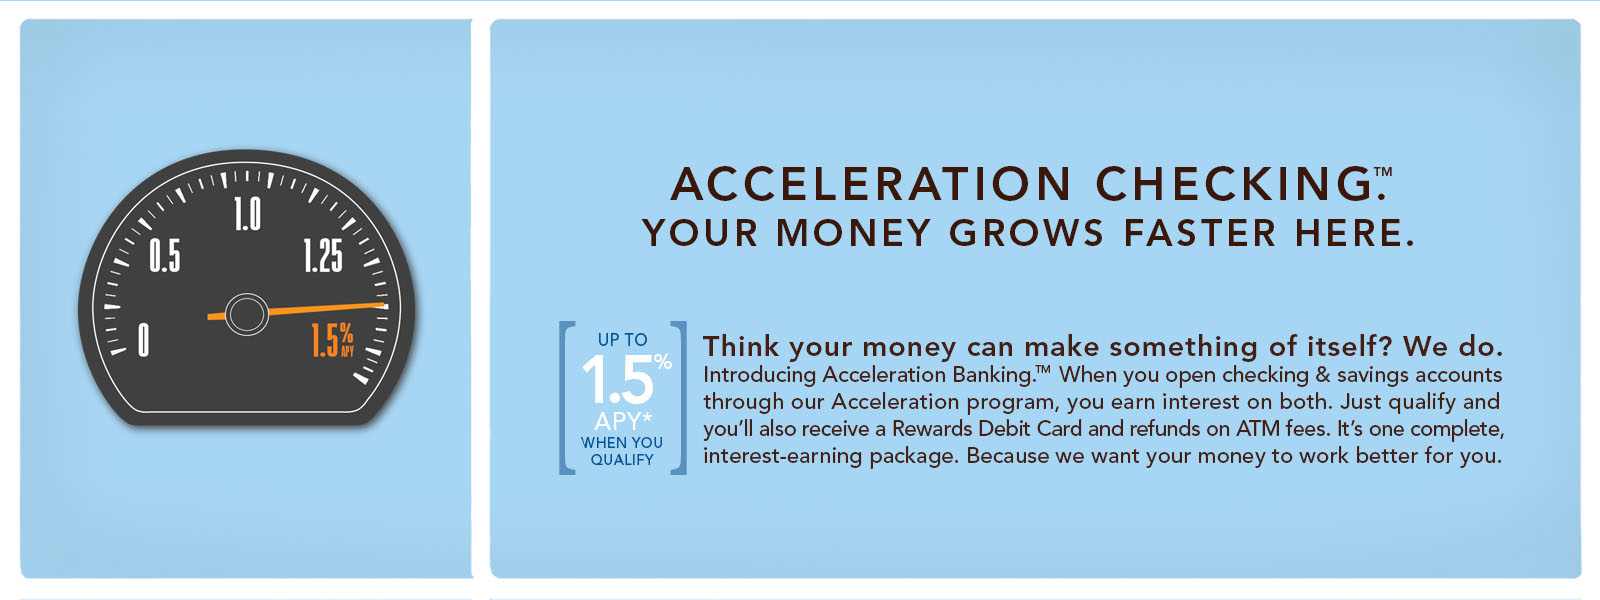 1.0
0.5
1.25
0
1.5% APY
ACCELERATION CHECKING.™
YOUR MONEY GROWS FASTER HERE.
UP TO
1.5%
APY*
WHEN YOU
QUALIFY
Think your money can make something of itself? We do.
Introducing Acceleration Banking.™ When you open checking & savings accounts
through our Acceleration program, you earn interest on both. Just qualify and
you'll also receive a Rewards Debit Card and refunds on ATM fees. It's one complete,
interest-earning package. Because we want your money to work better for you.